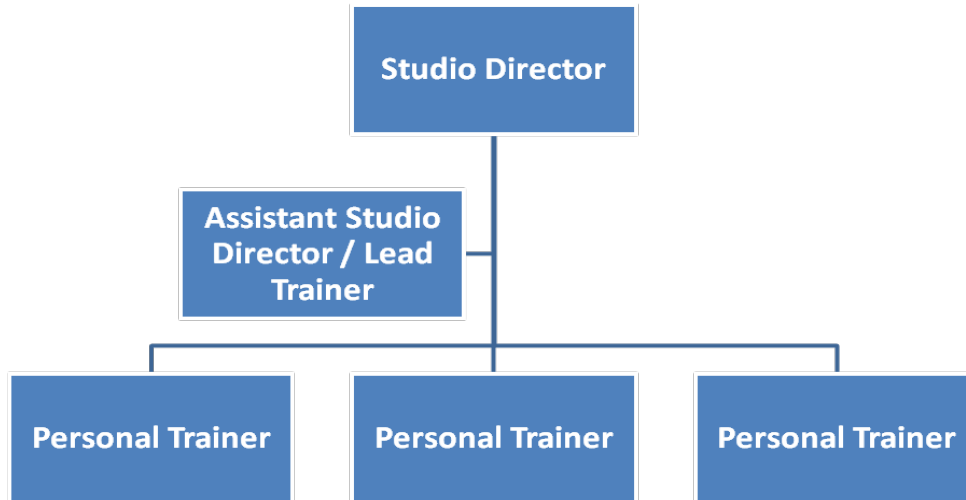 Studio Director
Assistant Studio
Director / Lead
Trainer
Personal Trainer
Personal Trainer
Personal Trainer